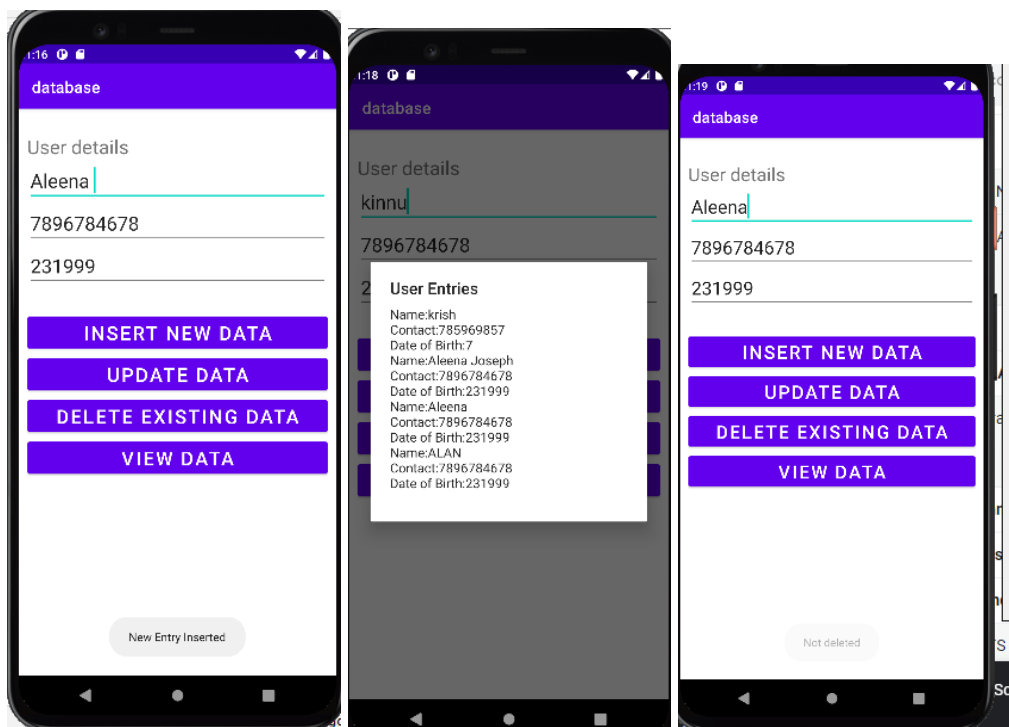 1:16
database
User details
Aleena
7896784678
231999
INSERT NEW DATA
UPDATE DATA
DELETE EXISTING DATA
VIEW DATA
New Entry Inserted
1:18
database
User details
kinnu
7896784678
2
User Entries
Name:krish
Contact:785969857
Date of Birth:7
Name:Aleena Joseph
Contact:7896784678
Date of Birth:231999
Name:Aleena
Contact:7896784678
Date of Birth:231999
Name:ALAN
Contact:7896784678
Date of Birth:231999
1:19
database
User details
Aleena
7896784678
231999
INSERT NEW DATA
UPDATE DATA
DELETE EXISTING DATA
VIEW DATA
Not deleted